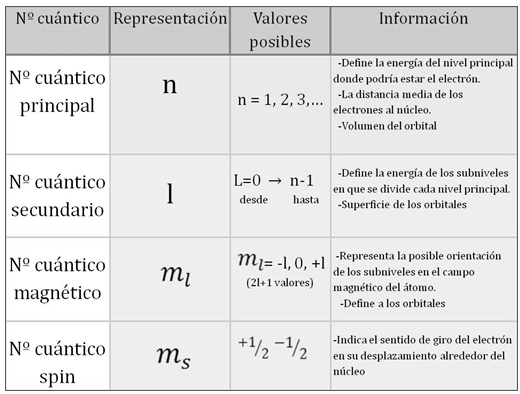 Nº cuántico Representación Valores posibles Información
Nº cuántico
principal
n
n = 1, 2, 3,...
-Define la energía del nivel principal
donde podría estar el electrón.
-La distancia media de los
electrones al núcleo.
-Volumen del orbital
Nº cuántico
secundario
l
L=0 → n-1
desde hasta
-Define la energía de los subniveles
en que se divide cada nivel principal.
-Superficie de los orbitales
Nº cuántico
magnético
mₗ
mₗ= -l, 0, +l
(2l+1 valores)
-Representa la posible orientación
de los subniveles en el campo
magnético del átomo.
-Define a los orbitales
Nº cuántico
spin
mₛ
+1/2 −1/2
-Indica el sentido de giro del electrón
en su desplazamiento alrededor del
núcleo